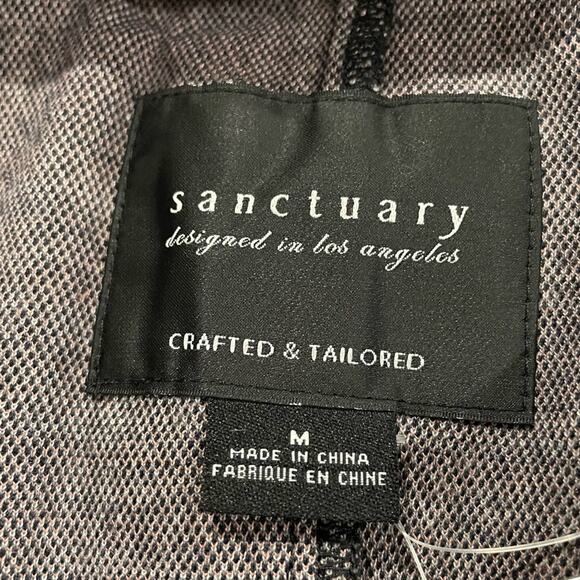 sanctuary
designed in los angeles
CRAFTED & TAILORED
M
MADE IN CHINA
FABRIQUE EN CHINE